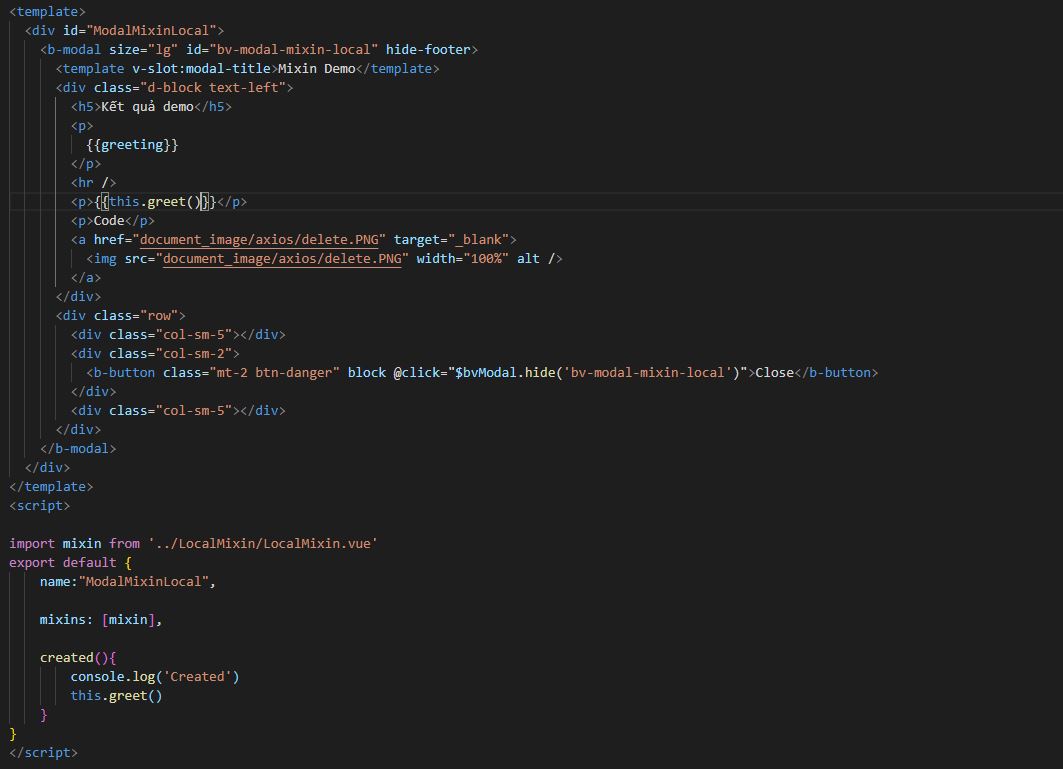 <template>
  <div id="ModalMixinLocal">
    <b-modal size="lg" id="bv-modal-mixin-local" hide-footer>
      <template v-slot:modal-title>Mixin Demo</template>
      <div class="d-block text-left">
        <h5>Kết quả demo</h5>
        <p>
          {{greeting}}
        </p>
        <hr />
        <p>{{this.greet()}}</p>
        <p>Code</p>
        <a href="document_image/axios/delete.PNG" target="_blank">
          <img src="document_image/axios/delete.PNG" width="100%" alt />
        </a>
      </div>
      <div class="row">
        <div class="col-sm-5"></div>
        <div class="col-sm-2">
          <b-button class="mt-2 btn-danger" block @click="$bvModal.hide('bv-modal-mixin-local')">Close</b-button>
        </div>
        <div class="col-sm-5"></div>
      </div>
    </b-modal>
  </div>
</template>
<script>

import mixin from '../LocalMixin/LocalMixin.vue'
export default {
    name:"ModalMixinLocal",

    mixins: [mixin],

    created(){
        console.log('Created')
        this.greet()
    }
}
</script>